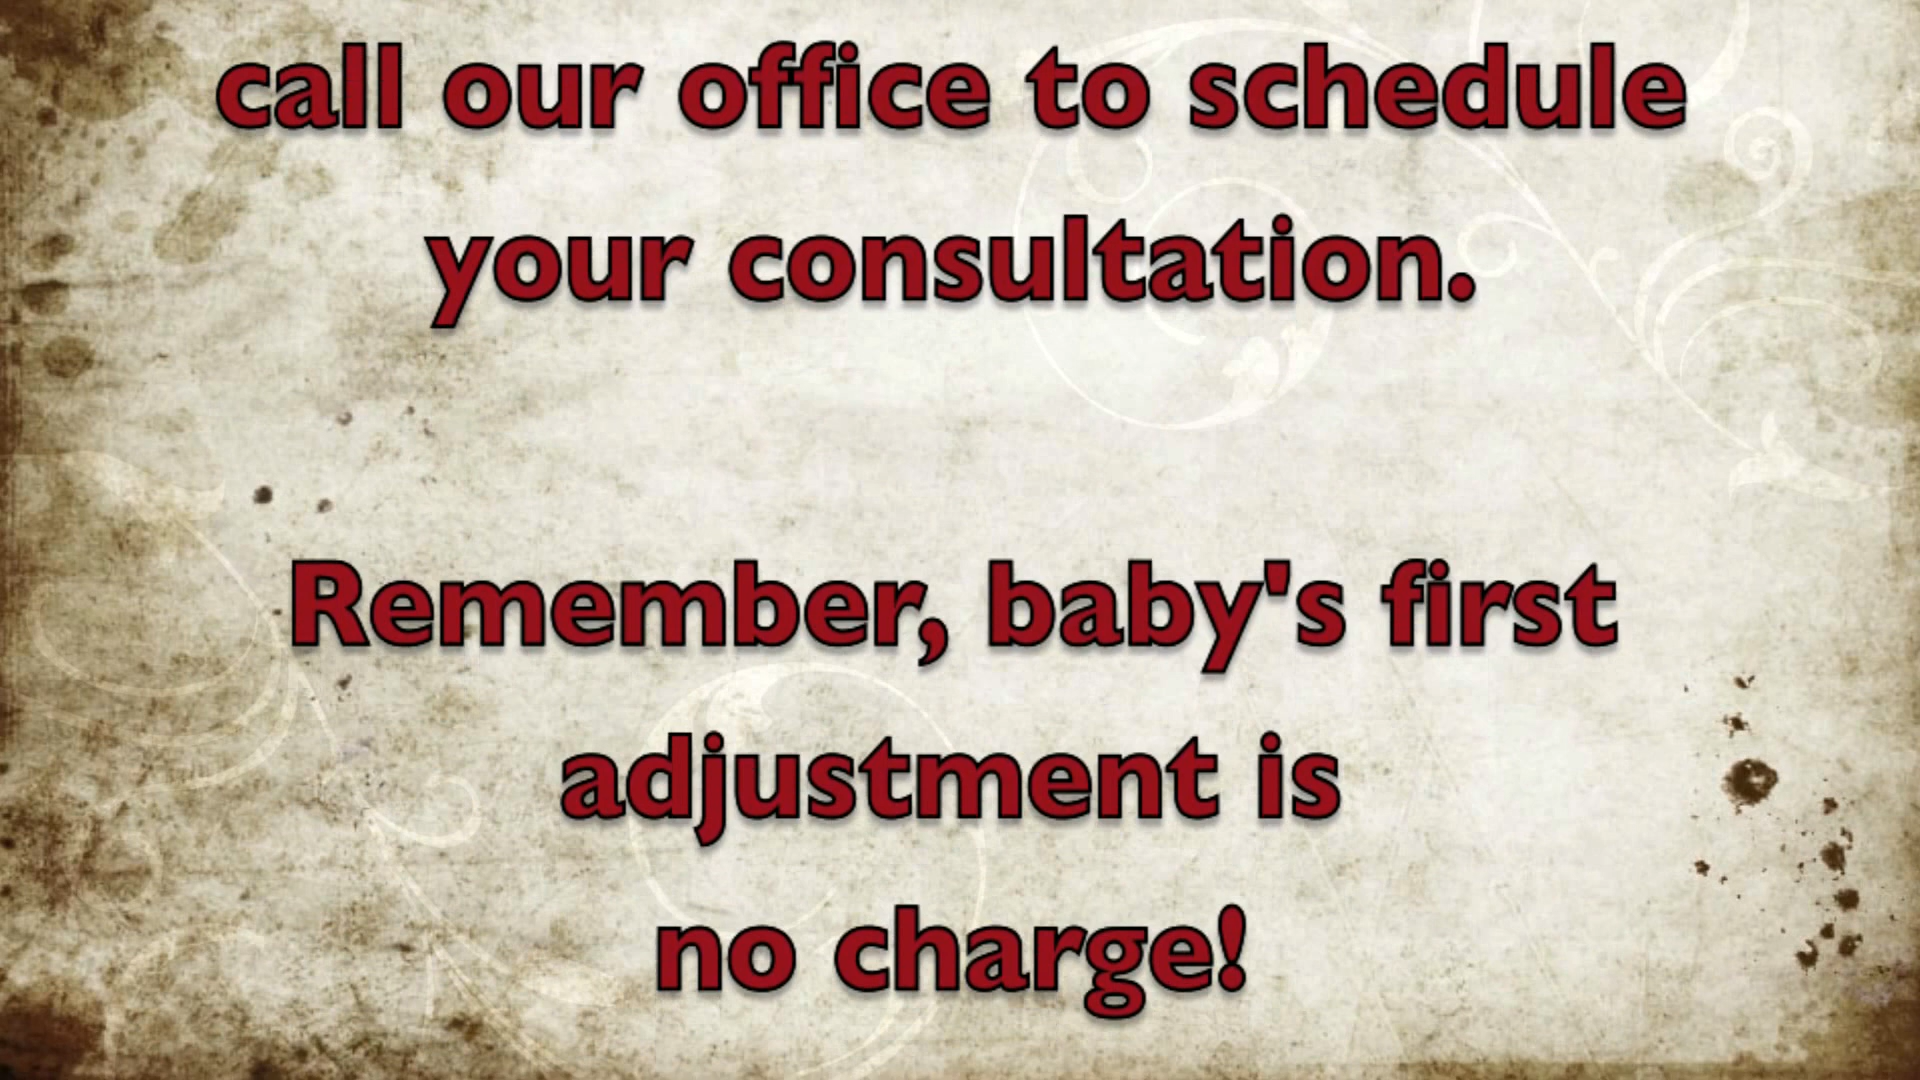 call our office to schedule
your consultation.
Remember, baby's first
adjustment is
no charge!